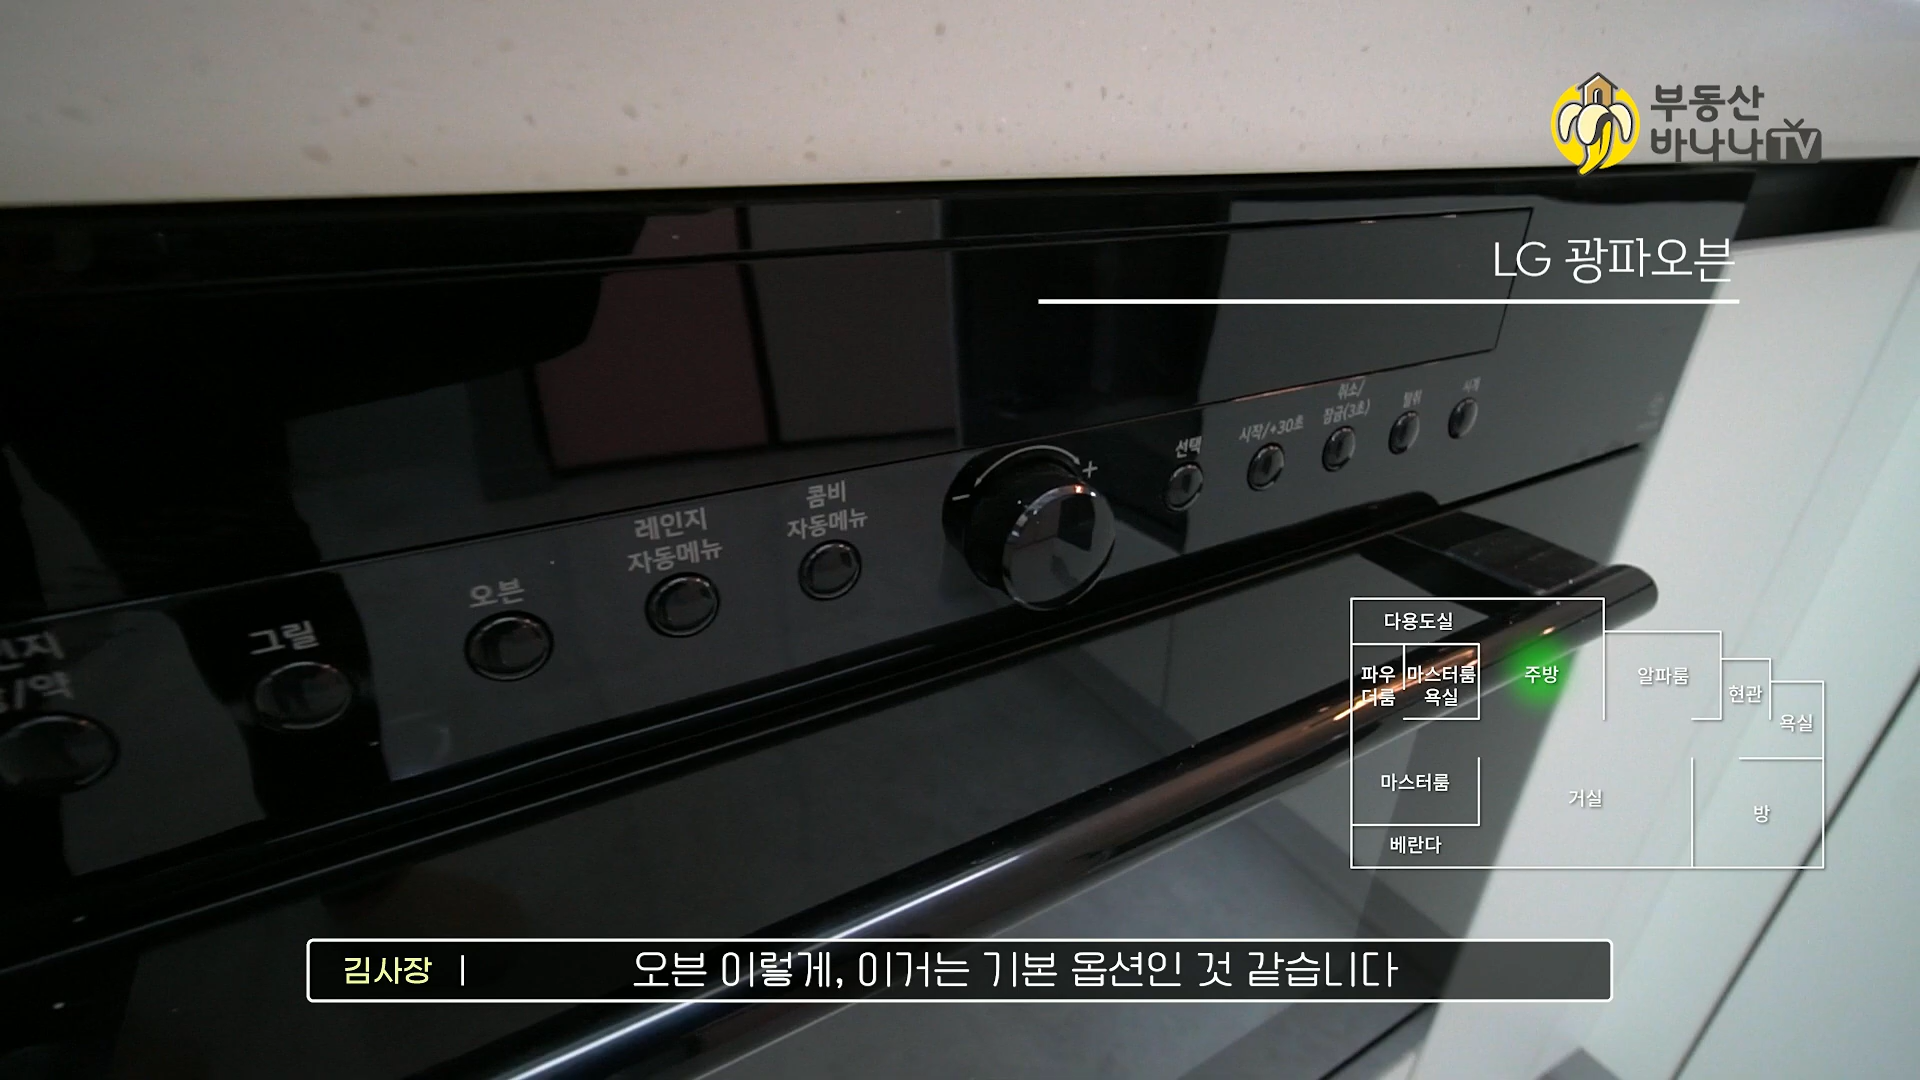 부동산
바나나TV
LG 광파오븐
취소/
잠금(3초)
탈취
시계
선택
시작/+30초
- +
콤비
자동메뉴
레인지
자동메뉴
오븐
그릴
다용도실
파우
더룸
마스터룸
욕실
주방
알파룸
현관
욕실
마스터룸
거실
방
베란다
김사장 | 오븐 이렇게, 이거는 기본 옵션인 것 같습니다